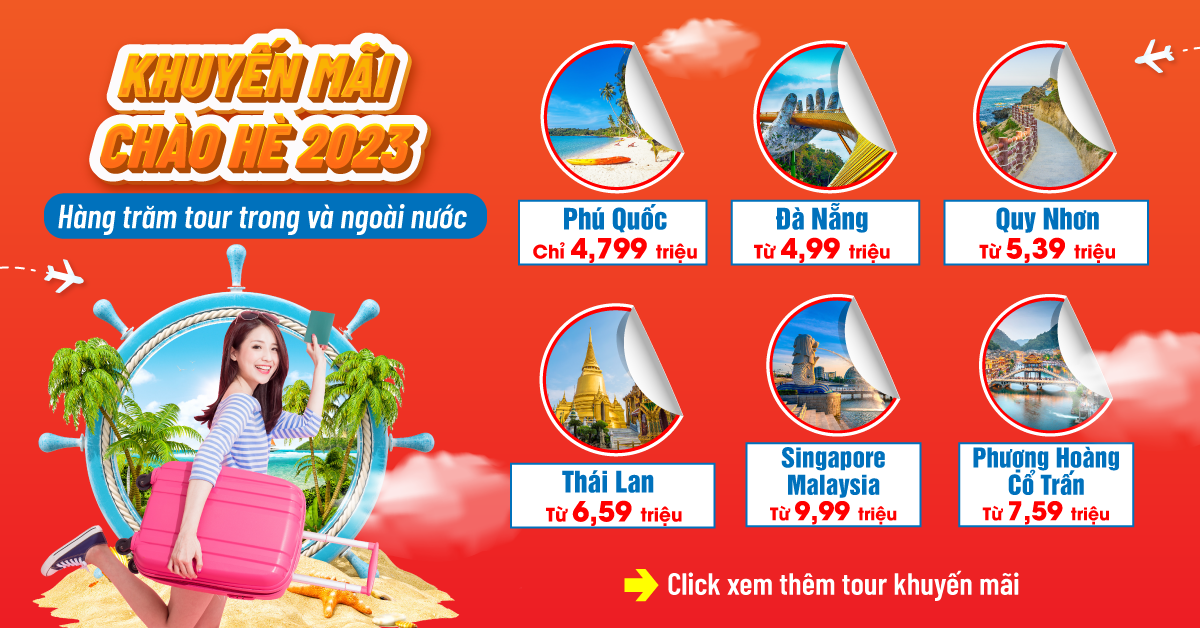 KHUYẾN MÃI
CHÀO HÈ 2023
Hàng trăm tour trong và ngoài nước
Phú Quốc
Chỉ 4,799 triệu
Đà Nẵng
Từ 4,99 triệu
Quy Nhơn
Từ 5,39 triệu
Thái Lan
Từ 6,59 triệu
Singapore
Malaysia
Từ 9,99 triệu
Phượng Hoàng
Cổ Trấn
Từ 7,59 triệu
Click xem thêm tour khuyến mãi